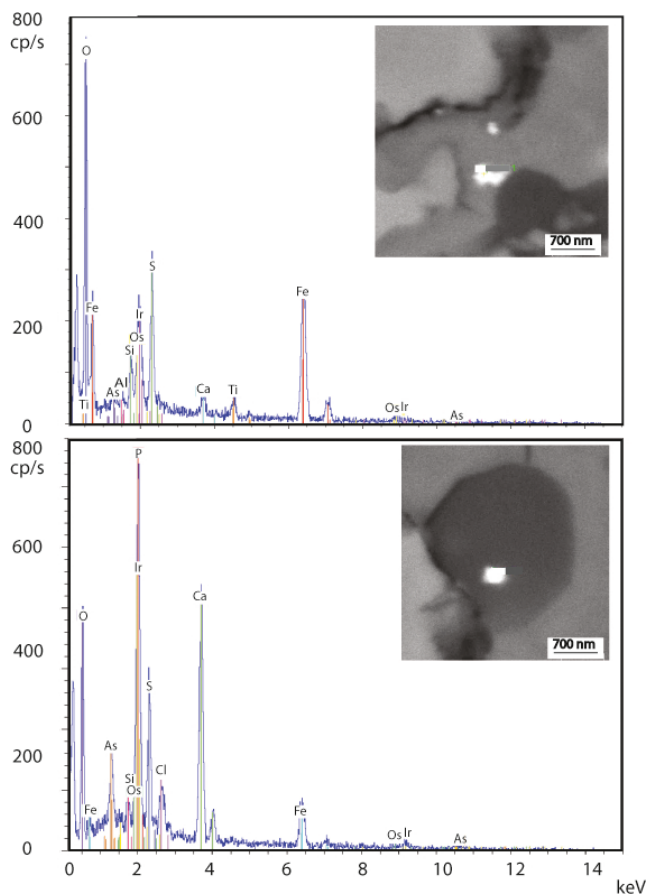 800
cp/s
O
600
400
S
Fe
Ir
Os
Fe
200
Si
Al
As
Ca
Ti
Ti
Os Ir
As
0
700 nm
800
cp/s
P
600
Ir
Ca
O
400
S
200
As
Si
Cl
Os
Fe
Fe
Os Ir
As
0
700 nm
0 2 4 6 8 10 12 14
keV